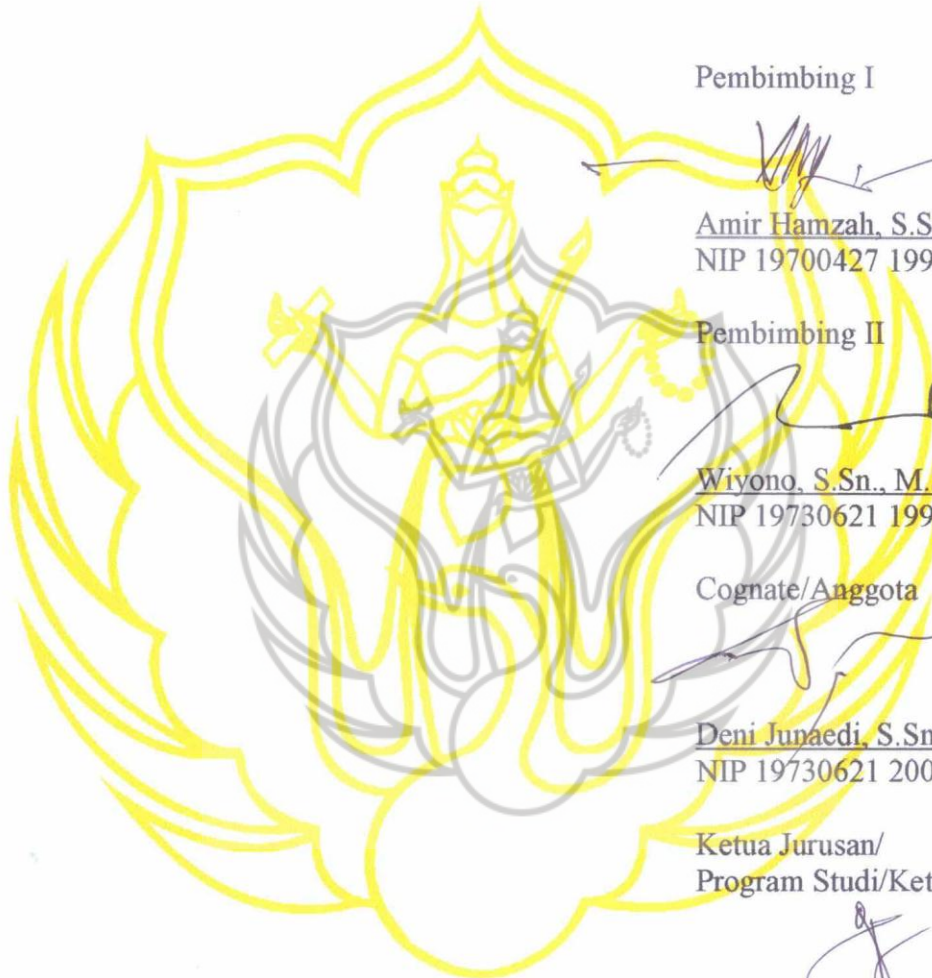 Pembimbing I
Amir Hamzah, S.S
NIP 19700427 199
Pembimbing II
Wiyono, S.Sn., M.
NIP 19730621 199
Cognate/Anggota
Deni Junaedi, S.Sn
NIP 19730621 200
Ketua Jurusan/
Program Studi/Ket